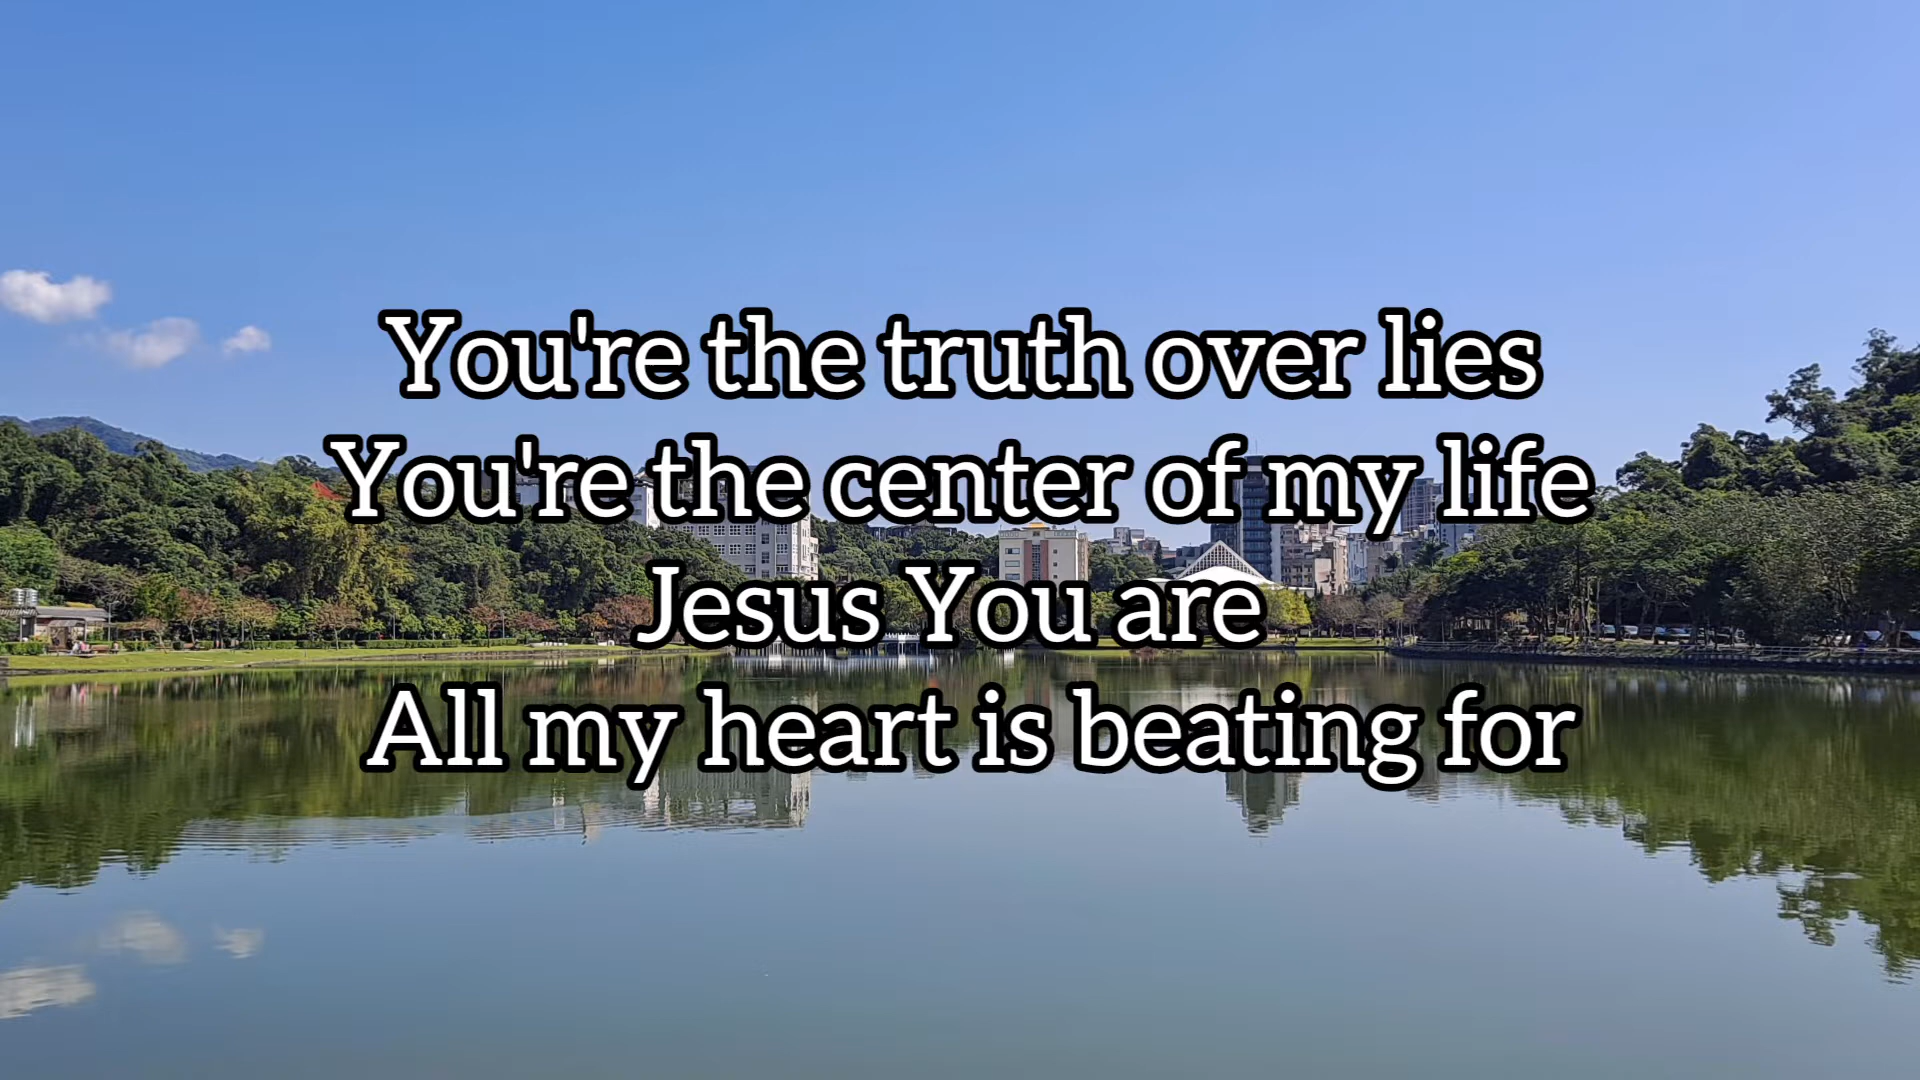 You're the truth over lies
You're the center of my life
Jesus You are
All my heart is beating for